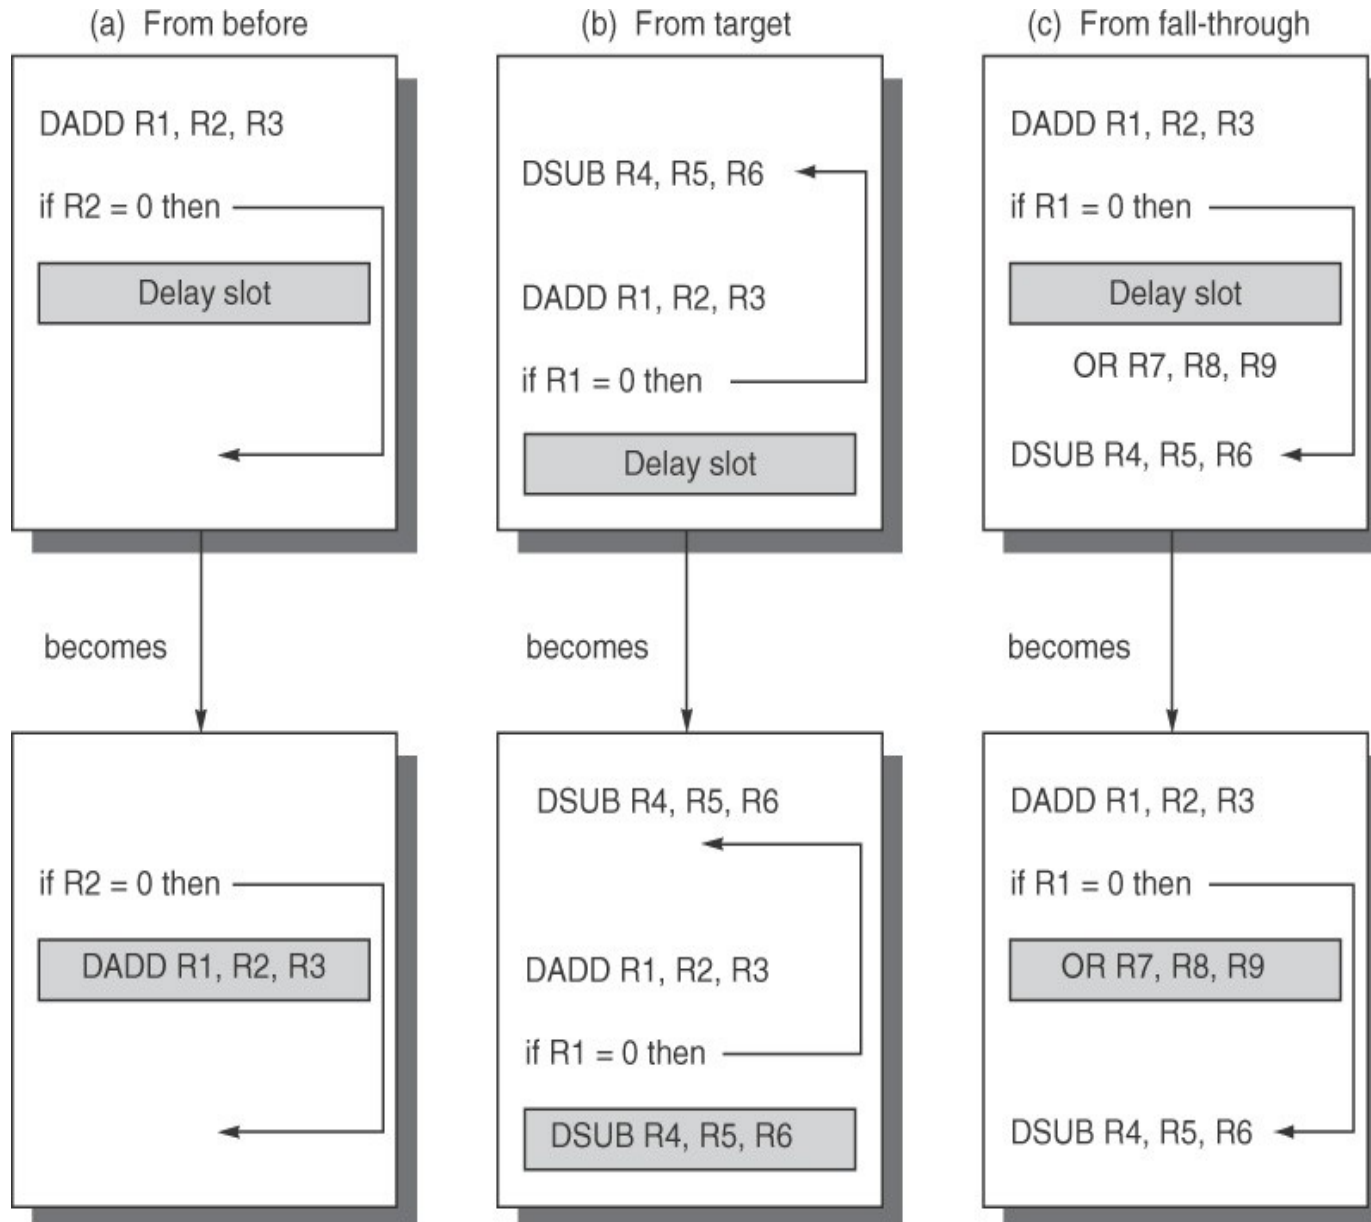 (a) From before
DADD R1, R2, R3
if R2 = 0 then
Delay slot
becomes
if R2 = 0 then
DADD R1, R2, R3
(b) From target
DSUB R4, R5, R6
DADD R1, R2, R3
if R1 = 0 then
Delay slot
becomes
DSUB R4, R5, R6
DADD R1, R2, R3
if R1 = 0 then
DSUB R4, R5, R6
(c) From fall-through
DADD R1, R2, R3
if R1 = 0 then
Delay slot
OR R7, R8, R9
DSUB R4, R5, R6
becomes
DADD R1, R2, R3
if R1 = 0 then
OR R7, R8, R9
DSUB R4, R5, R6